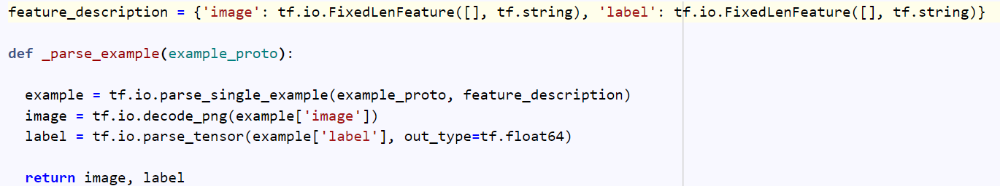 feature_description = {'image': tf.io.FixedLenFeature([], tf.string), 'label': tf.io.FixedLenFeature([], tf.string)}
def _parse_example(example_proto):
example = tf.io.parse_single_example(example_proto, feature_description)
image = tf.io.decode_png(example['image'])
label = tf.io.parse_tensor(example['label'], out_type=tf.float64)
return image, label